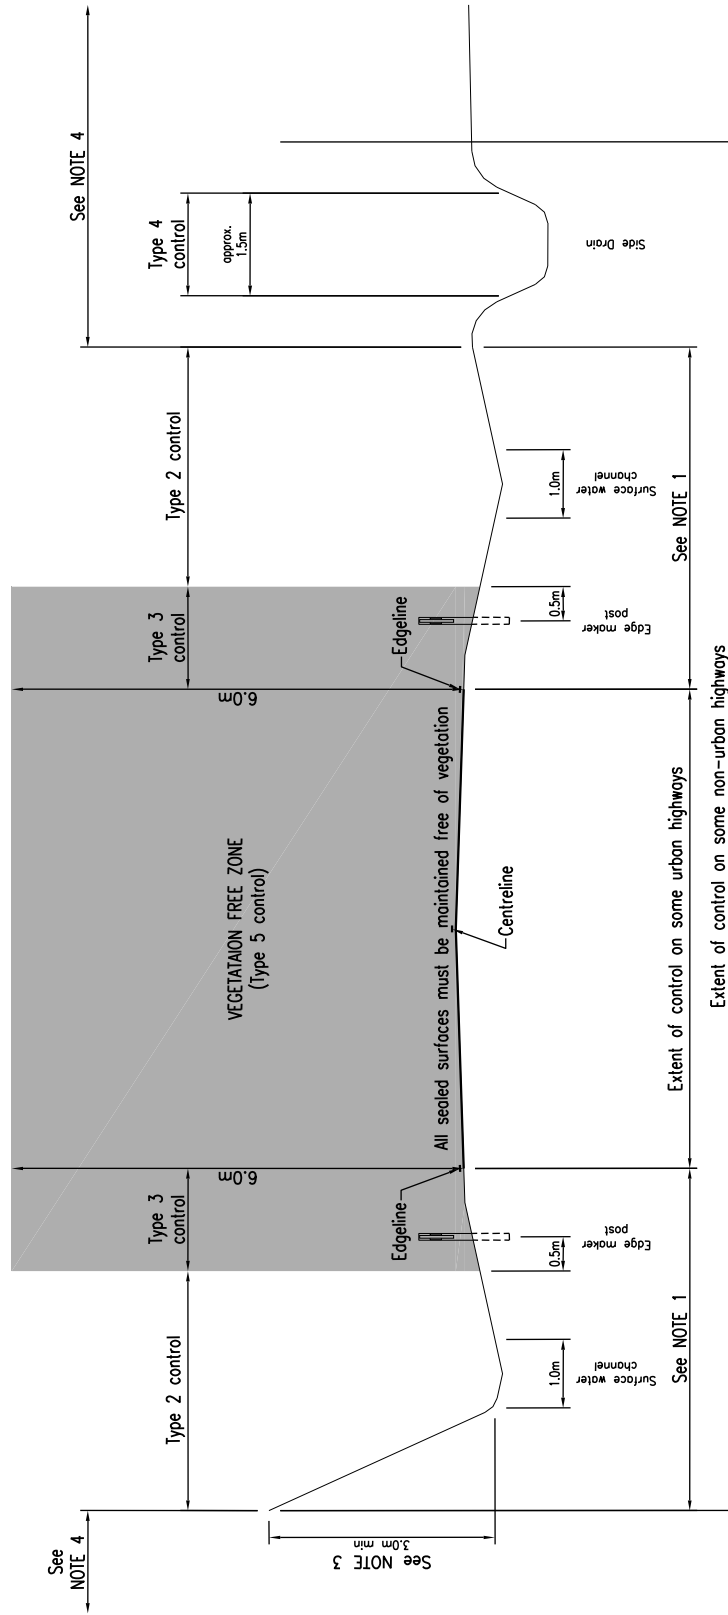 See
NOTE 4
Type 2 control
Type 3
control
Type 3
control
Type 2 control
Type 4
control
See NOTE 4
approx.
1.5m
6.0m
VEGETATAION FREE ZONE
(Type 5 control)
6.0m
See NOTE 3
3.0m min
Edgeline
All sealed surfaces must be maintained free of vegetation
Edgeline
Centreline
1.0m
Surface water
channel
0.5m
Edge maker
post
0.5m
Edge maker
post
1.0m
Surface water
channel
Side Drain
See NOTE 1
Extent of control on some urban highways
See NOTE 1
Extent of control on some non-urban highways